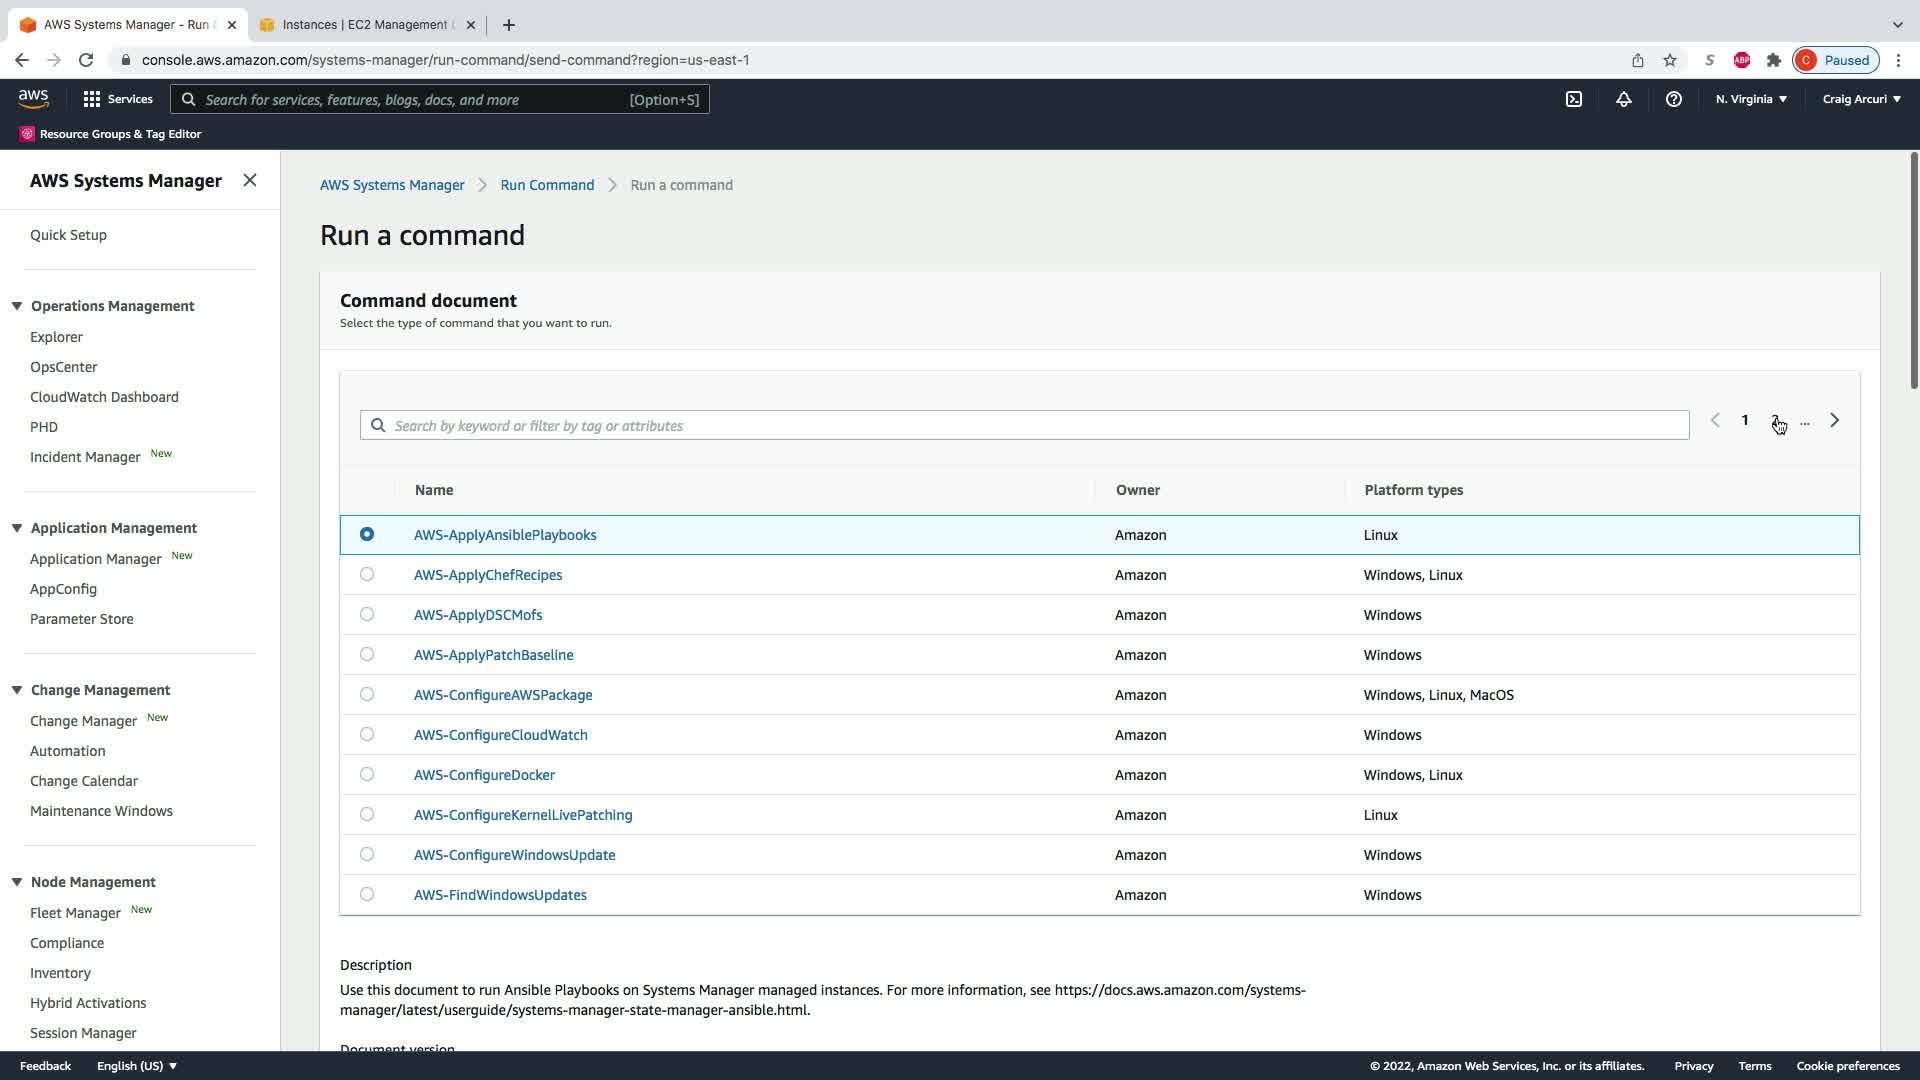 AWS Systems Manager - Run
Instances | EC2 Management
console.aws.amazon.com/systems-manager/run-command/send-command?region=us-east-1
ABP
C
Paused
aws
Services
Search for services, features, blogs, docs, and more
[Option+S]
N. Virginia
Craig Arcuri
Resource Groups & Tag Editor
AWS Systems Manager
Quick Setup
Operations Management
Explorer
OpsCenter
CloudWatch Dashboard
PHD
Incident Manager New
Application Management
Application Manager New
AppConfig
Parameter Store
Change Management
Change Manager New
Automation
Change Calendar
Maintenance Windows
Node Management
Fleet Manager New
Compliance
Inventory
Hybrid Activations
Session Manager
AWS Systems Manager > Run Command > Run a command
Run a command
Command document
Select the type of command that you want to run.
Search by keyword or filter by tag or attributes
1 ...
Name Owner Platform types
AWS-ApplyAnsiblePlaybooks Amazon Linux
AWS-ApplyChefRecipes Amazon Windows, Linux
AWS-ApplyDSCMofs Amazon Windows
AWS-ApplyPatchBaseline Amazon Windows
AWS-ConfigureAWSPackage Amazon Windows, Linux, MacOS
AWS-ConfigureCloudWatch Amazon Windows
AWS-ConfigureDocker Amazon Windows, Linux
AWS-ConfigureKernelLivePatching Amazon Linux
AWS-ConfigureWindowsUpdate Amazon Windows
AWS-FindWindowsUpdates Amazon Windows
Description
Use this document to run Ansible Playbooks on Systems Manager managed instances. For more information, see https://docs.aws.amazon.com/systems-
manager/latest/userguide/systems-manager-state-manager-ansible.html.
Document version
Feedback
English (US)
© 2022, Amazon Web Services, Inc. or its affiliates.
Privacy
Terms
Cookie preferences